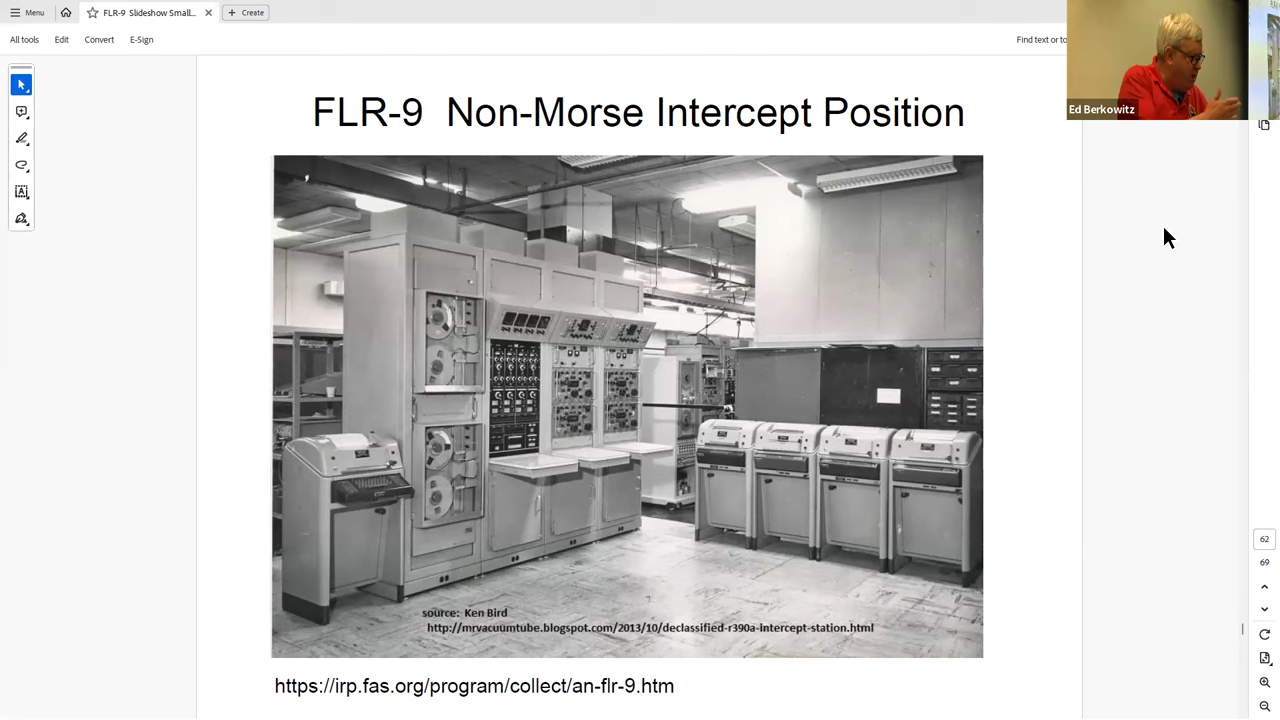 Menu
FLR-9 Slideshow Small...
Create
All tools
Edit
Convert
E-Sign
Find text or to
Ed Berkowitz
FLR-9 Non-Morse Intercept Position
source: Ken Bird
http://mrvacuumtube.blogspot.com/2013/10/declassified-r390a-intercept-station.html
https://irp.fas.org/program/collect/an-flr-9.htm
62
69